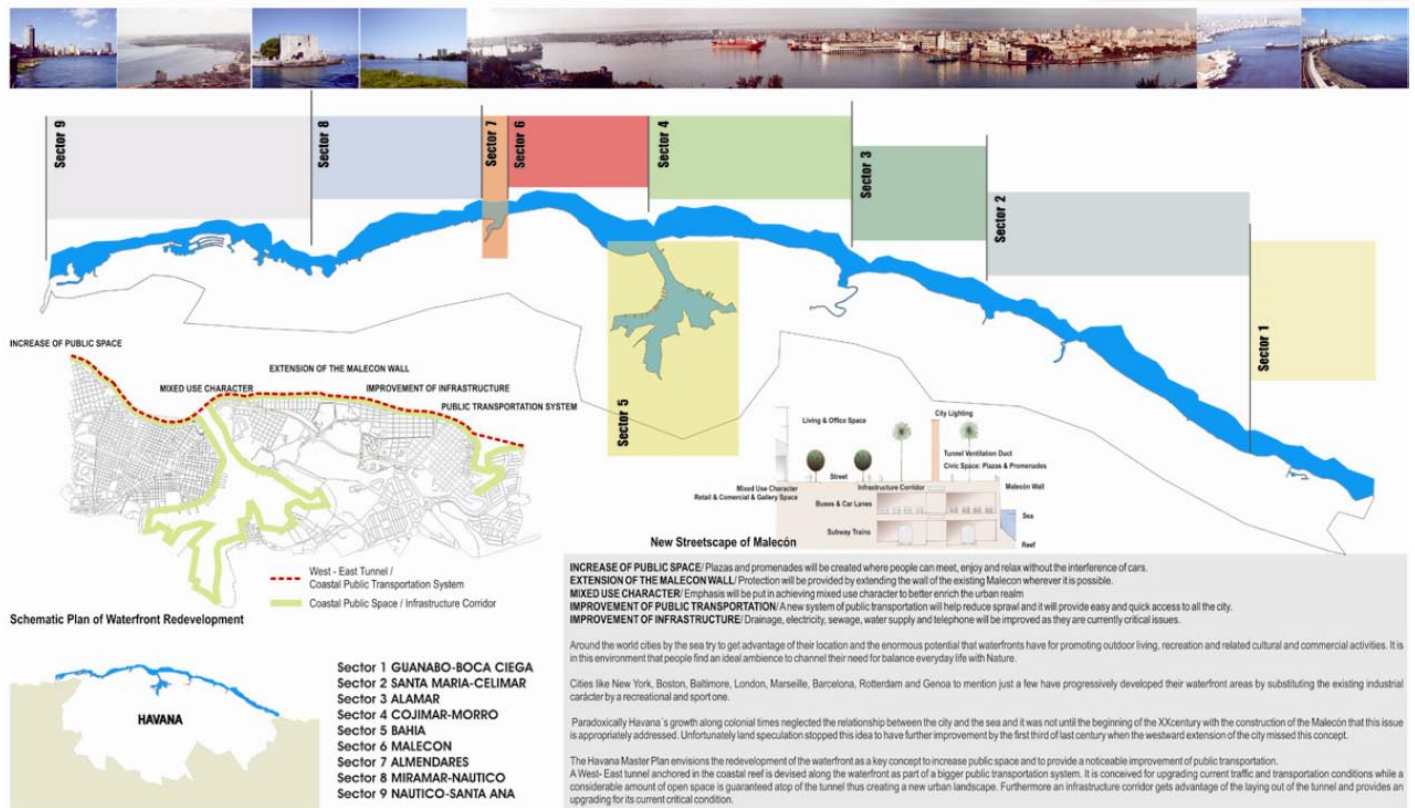 Sector 9
Sector 8
Sector 7
Sector 6
Sector 4
Sector 3
Sector 2
Sector 1
Sector 5
INCREASE OF PUBLIC SPACE
EXTENSION OF THE MALECON WALL
MIXED USE CHARACTER
IMPROVEMENT OF INFRASTRUCTURE
PUBLIC TRANSPORTATION SYSTEM
West - East Tunnel /
Coastal Public Transportation System
Coastal Public Space / Infrastructure Corridor
Schematic Plan of Waterfront Redevelopment
Living & Office Space
City Lighting
Tunnel Ventilation Duct
Civic Space: Plazas & Promenades
Street
Mixed Use Character
Retail & Comercial & Gallery Space
Infrastructure Corridor
Malecón Wall
Buses & Car Lanes
Sea
Subway Trains
Reef
New Streetscape of Malecón
HAVANA
Sector 1 GUANABO-BOCA CIEGA
Sector 2 SANTA MARIA-CELIMAR
Sector 3 ALAMAR
Sector 4 COJIMAR-MORRO
Sector 5 BAHIA
Sector 6 MALECON
Sector 7 ALMENDARES
Sector 8 MIRAMAR-NAUTICO
Sector 9 NAUTICO-SANTA ANA
INCREASE OF PUBLIC SPACE/ Plazas and promenades will be created where people can meet, enjoy and relax without the interference of cars.
EXTENSION OF THE MALECON WALL/ Protection will be provided by extending the wall of the existing Malecon wherever it is possible.
MIXED USE CHARACTER/ Emphasis will be put in achieving mixed use character to better enrich the urban realm
IMPROVEMENT OF PUBLIC TRANSPORTATION/ A new system of public transportation will help reduce sprawl and it will provide easy and quick access to all the city.
IMPROVEMENT OF INFRASTRUCTURE/ Drainage, electricity, sewage, water supply and telephone will be improved as they are currently critical issues.
Around the world cities by the sea try to get advantage of their location and the enormous potential that waterfronts have for promoting outdoor living, recreation and related cultural and commercial activities. It is
in this environment that people find an ideal ambience to channel their need for balance everyday life with Nature.
Cities like New York, Boston, Baltimore, London, Marseille, Barcelona, Rotterdam and Genoa to mention just a few have progressively developed their waterfront areas by substituting the existing industrial
carácter by a recreational and sport one.
Paradoxically Havana´s growth along colonial times neglected the relationship between the city and the sea and it was not until the beginning of the XXcentury with the construction of the Malecón that this issue
is appropriately addressed. Unfortunately land speculation stopped this idea to have further improvement by the first third of last century when the westward extension of the city missed this concept.
The Havana Master Plan envisions the redevelopment of the waterfront as a key concept to increase public space and to provide a noticeable improvement of public transportation.
A West- East tunnel anchored in the coastal reef is devised along the waterfront as part of a bigger public transportation system. It is conceived for upgrading current traffic and transportation conditions while a
considerable amount of open space is guaranteed atop of the tunnel thus creating a new urban landscape. Furthermore an infrastructure corridor gets advantage of the laying out of the tunnel and provides an
upgrading for its current critical condition.